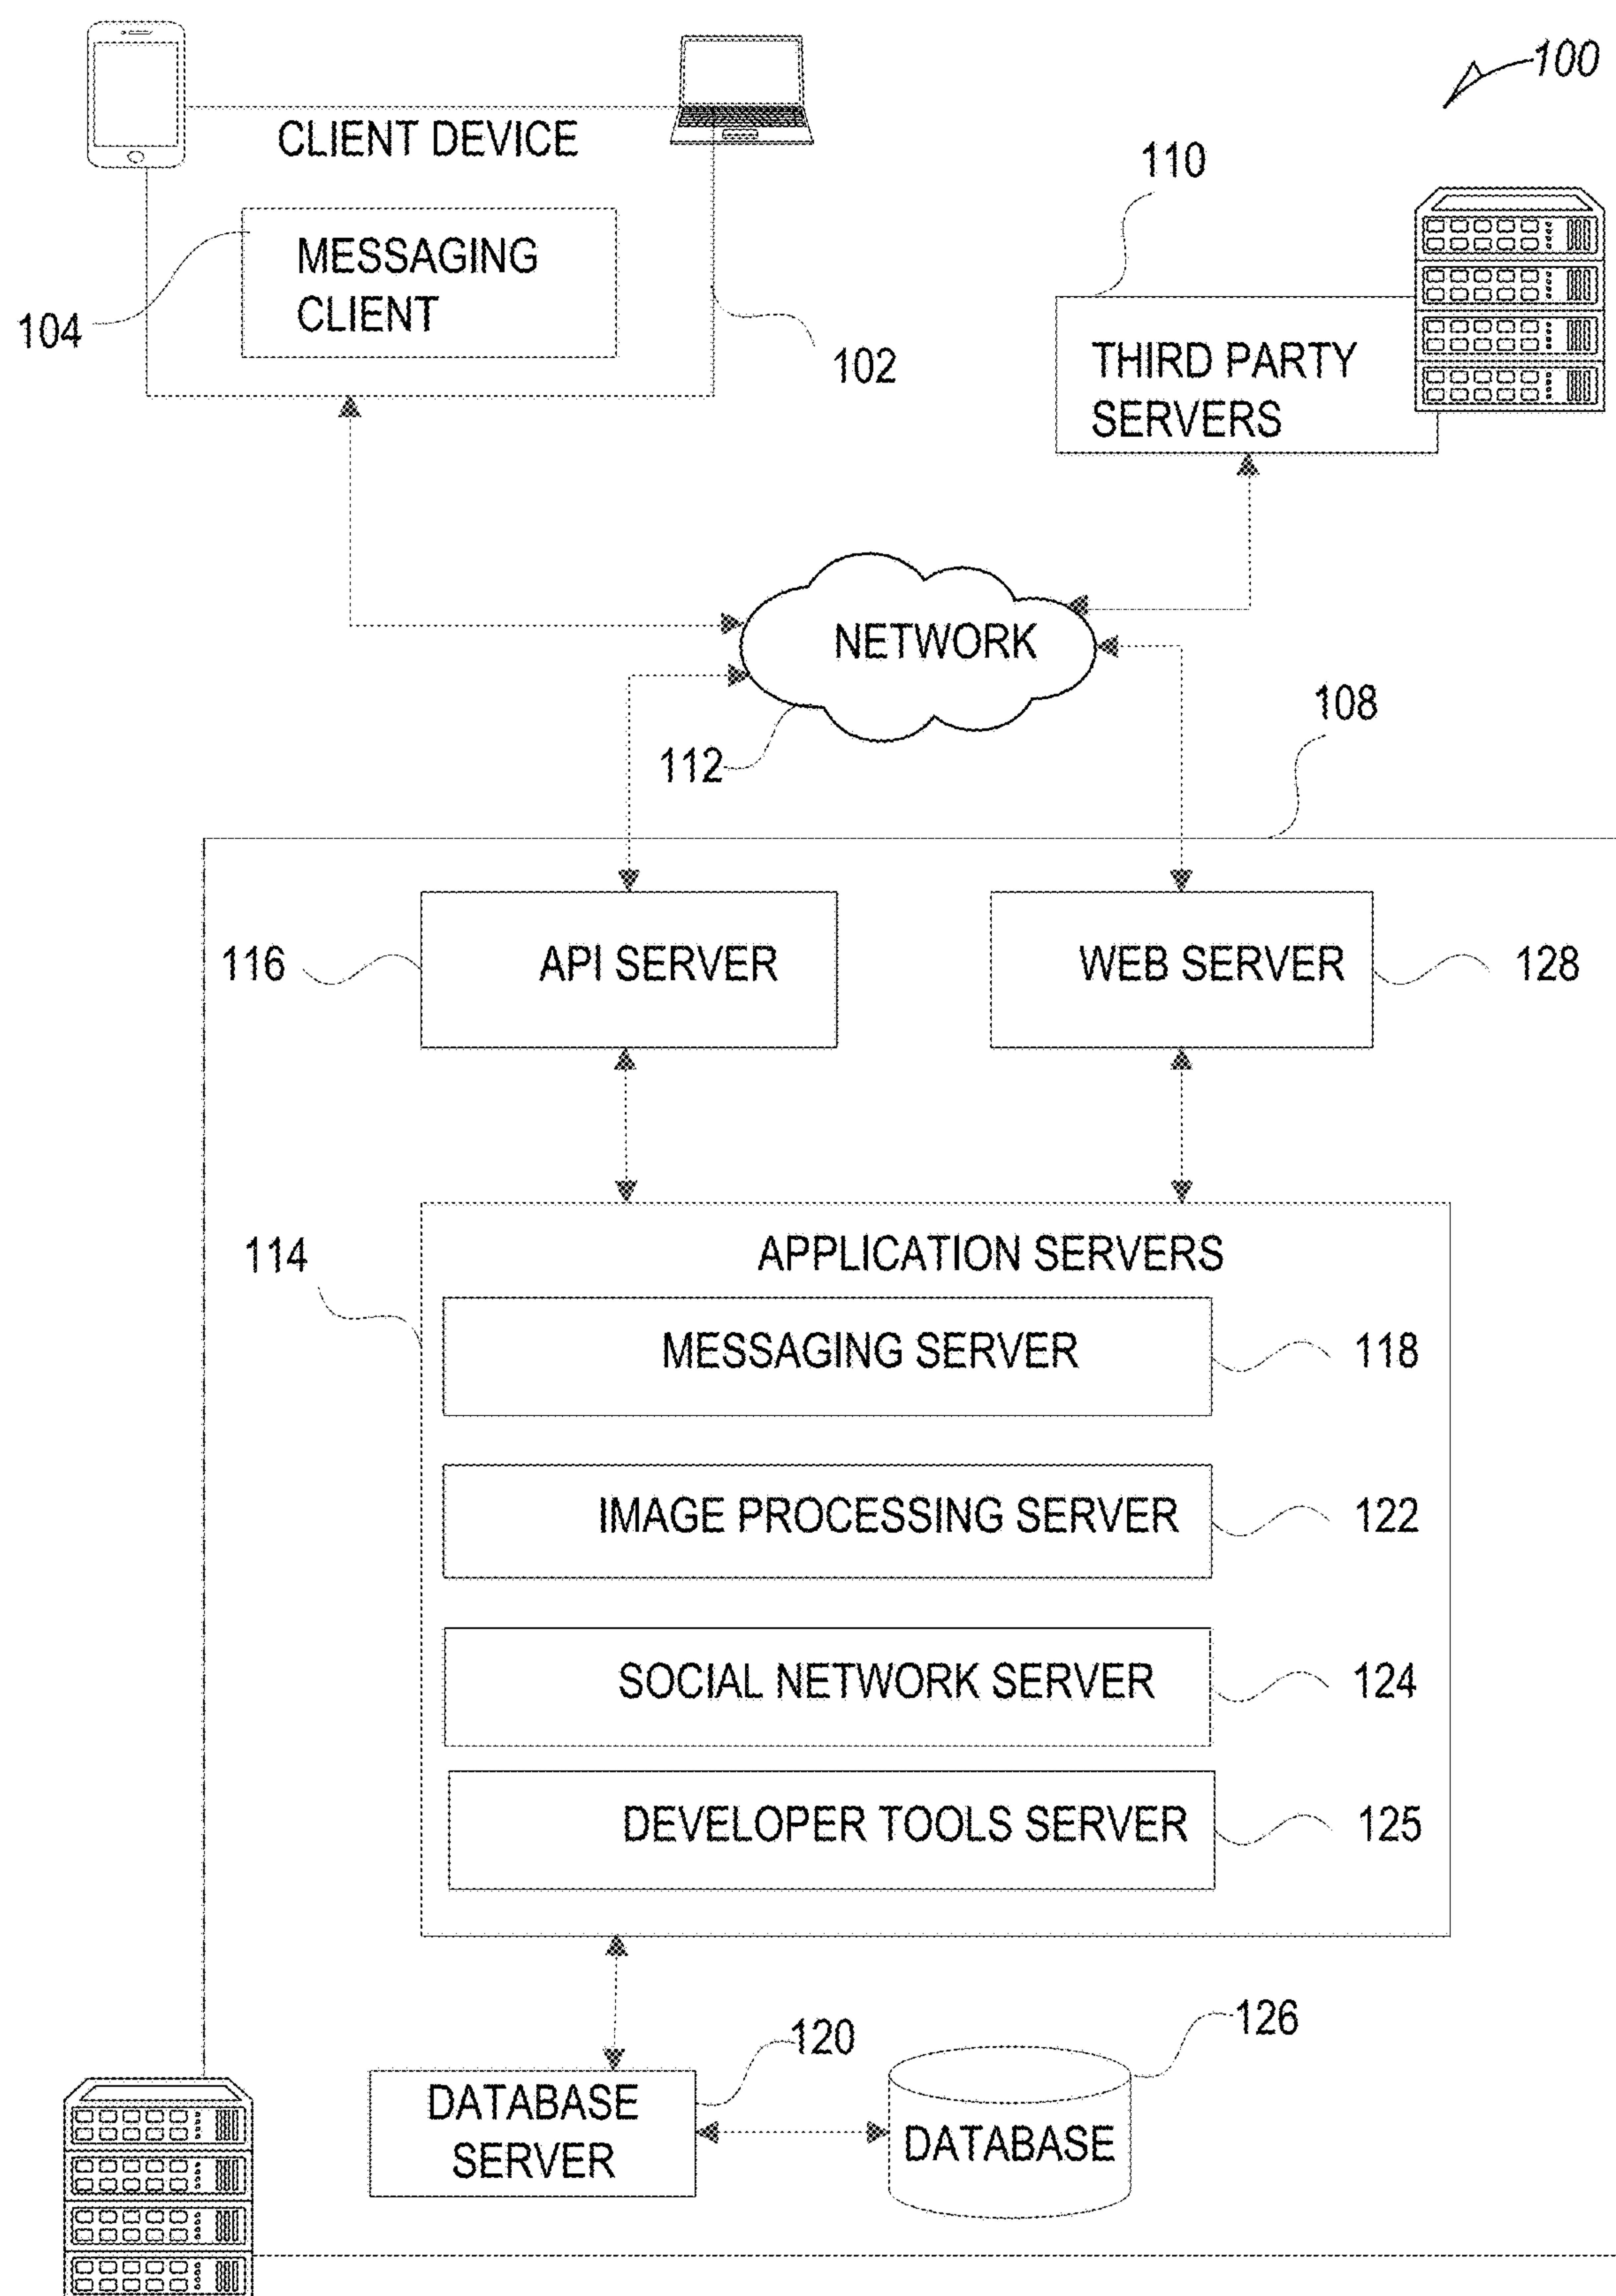 100
CLIENT DEVICE
110
MESSAGING
CLIENT
104
102
THIRD PARTY
SERVERS
NETWORK
108
112
116
API SERVER
WEB SERVER
128
114
APPLICATION SERVERS
MESSAGING SERVER
118
IMAGE PROCESSING SERVER
122
SOCIAL NETWORK SERVER
124
DEVELOPER TOOLS SERVER
125
120
126
DATABASE
SERVER
DATABASE